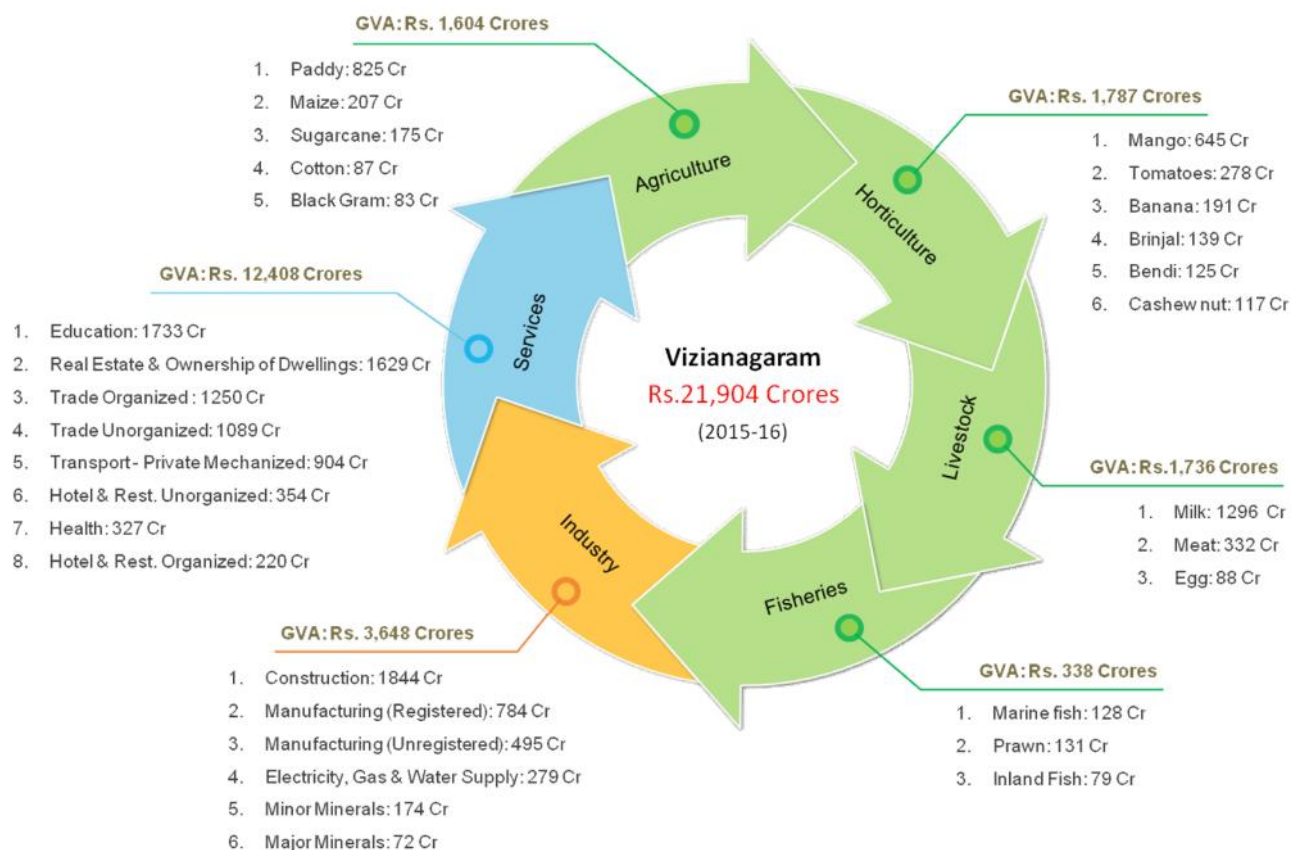 GVA: Rs. 1,604 Crores
1. Paddy: 825 Cr
2. Maize: 207 Cr
3. Sugarcane: 175 Cr
4. Cotton: 87 Cr
5. Black Gram: 83 Cr
Agriculture
GVA: Rs. 1,787 Crores
1. Mango: 645 Cr
2. Tomatoes: 278 Cr
3. Banana: 191 Cr
4. Brinjal: 139 Cr
5. Bendi: 125 Cr
6. Cashew nut: 117 Cr
Horticulture
GVA: Rs. 12,408 Crores
1. Education: 1733 Cr
2. Real Estate & Ownership of Dwellings: 1629 Cr
3. Trade Organized : 1250 Cr
4. Trade Unorganized: 1089 Cr
5. Transport - Private Mechanized: 904 Cr
6. Hotel & Rest. Unorganized: 354 Cr
7. Health: 327 Cr
8. Hotel & Rest. Organized: 220 Cr
Services
Vizianagaram
Rs.21,904 Crores
(2015-16)
Livestock
GVA: Rs.1,736 Crores
1. Milk: 1296 Cr
2. Meat: 332 Cr
3. Egg: 88 Cr
Industry
GVA: Rs. 3,648 Crores
1. Construction: 1844 Cr
2. Manufacturing (Registered): 784 Cr
3. Manufacturing (Unregistered): 495 Cr
4. Electricity, Gas & Water Supply: 279 Cr
5. Minor Minerals: 174 Cr
6. Major Minerals: 72 Cr
Fisheries
GVA: Rs. 338 Crores
1. Marine fish: 128 Cr
2. Prawn: 131 Cr
3. Inland Fish: 79 Cr